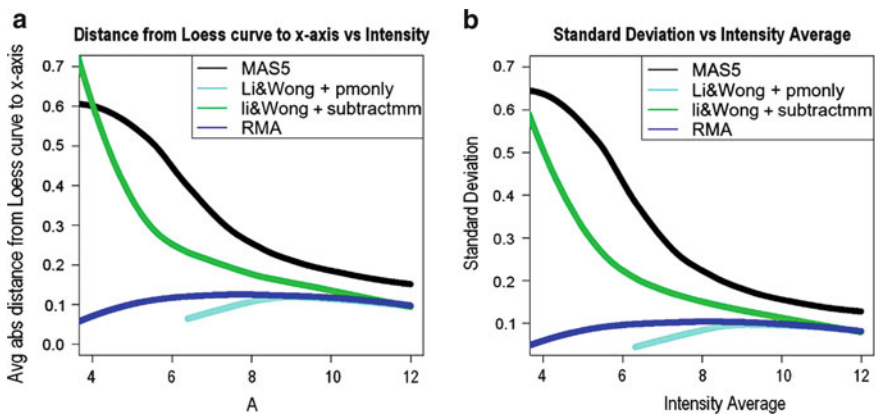 a
Distance from Loess curve to x-axis vs Intensity
Avg abs distance from Loess curve to x-axis
0.7
0.6
0.5
0.4
0.3
0.2
0.1
0.0
MAS5
Li&Wong + pmonly
li&Wong + subtractmm
RMA
4 6 8 10 12
A
b
Standard Deviation vs Intensity Average
Standard Deviation
0.7
0.6
0.5
0.4
0.3
0.2
0.1
MAS5
Li&Wong + pmonly
li&Wong + subtractmm
RMA
4 6 8 10 12
Intensity Average